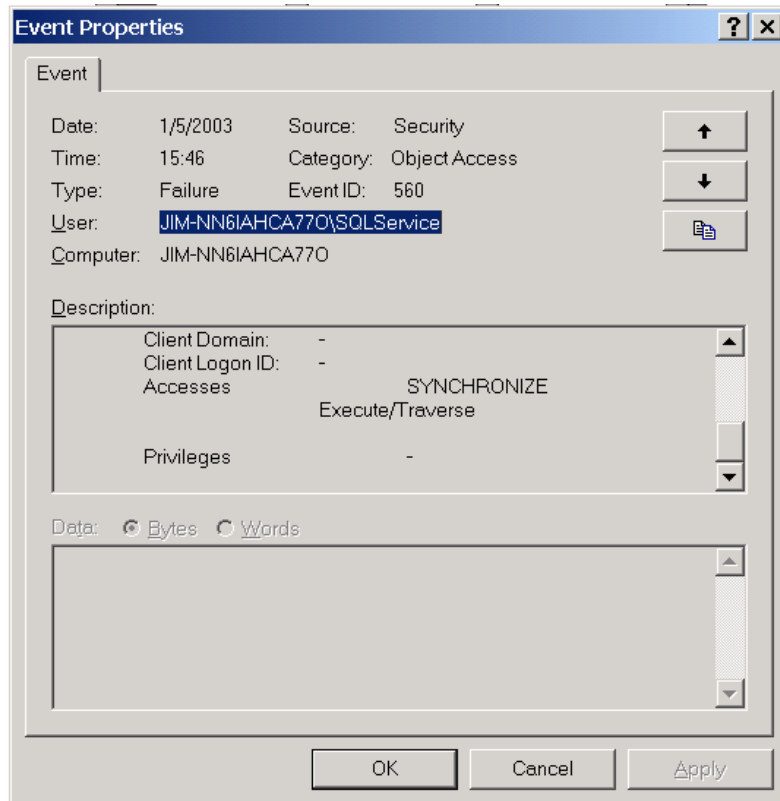 Event Properties
Event
Date: 1/5/2003 Source: Security
Time: 15:46 Category: Object Access
Type: Failure Event ID: 560
User: JIM-NN6IAHCA77O\SQLService
Computer: JIM-NN6IAHCA77O
Description:
Client Domain: -
Client Logon ID: -
Accesses SYNCHRONIZE
Execute/Traverse
Privileges -
Data: Bytes Words
OK Cancel Apply